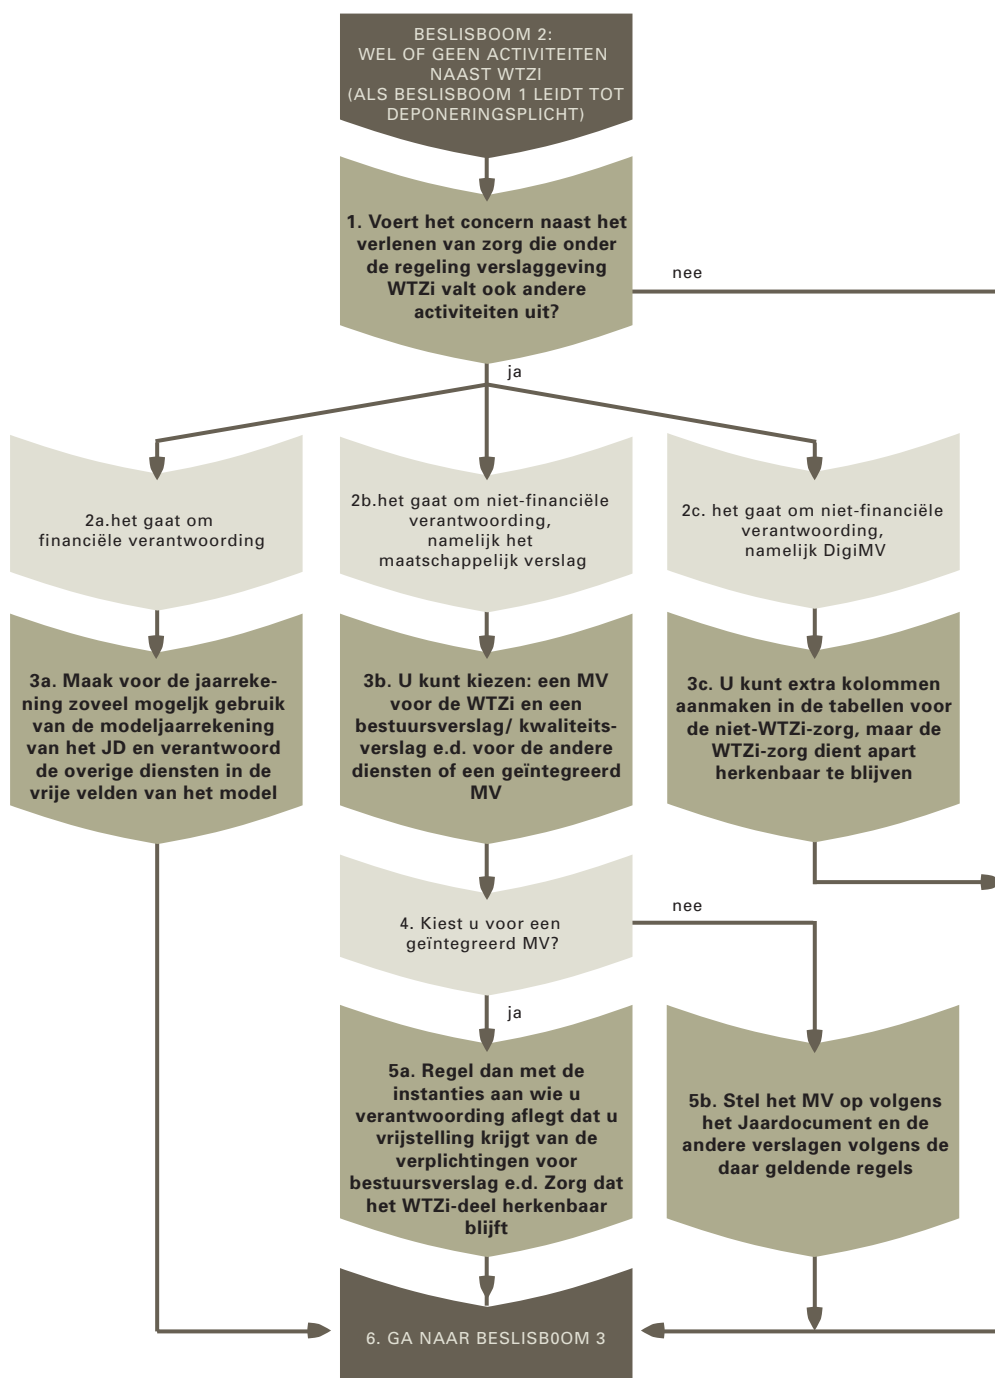 BESLISBOOM 2:
WEL OF GEEN ACTIVITEITEN
NAAST WTZI
(ALS BESLISBOOM 1 LEIDT TOT
DEPONERINGSPLICHT)
1. Voert het concern naast het
verlenen van zorg die onder
de regeling verslaggeving
WTZi valt ook andere
activiteiten uit?
nee
ja
2a.het gaat om
financiële verantwoording
2b.het gaat om niet-financiële
verantwoording,
namelijk het
maatschappelijk verslag
2c. het gaat om niet-financiële
verantwoording,
namelijk DigiMV
3a. Maak voor de jaarreke-
ning zoveel mogeljk gebruik
van de modeljaarrekening
van het JD en verantwoord
de overige diensten in de
vrije velden van het model
3b. U kunt kiezen: een MV
voor de WTZi en een
bestuursverslag/ kwaliteits-
verslag e.d. voor de andere
diensten of een geïntegreerd
MV
3c. U kunt extra kolommen
aanmaken in de tabellen voor
de niet-WTZi-zorg, maar de
WTZi-zorg dient apart
herkenbaar te blijven
4. Kiest u voor een
geïntegreerd MV?
nee
ja
5a. Regel dan met de
instanties aan wie u
verantwoording aflegt dat u
vrijstelling krijgt van de
verplichtingen voor
bestuursverslag e.d. Zorg dat
het WTZi-deel herkenbaar
blijft
5b. Stel het MV op volgens
het Jaardocument en de
andere verslagen volgens de
daar geldende regels
6. GA NAAR BESLISB0OM 3